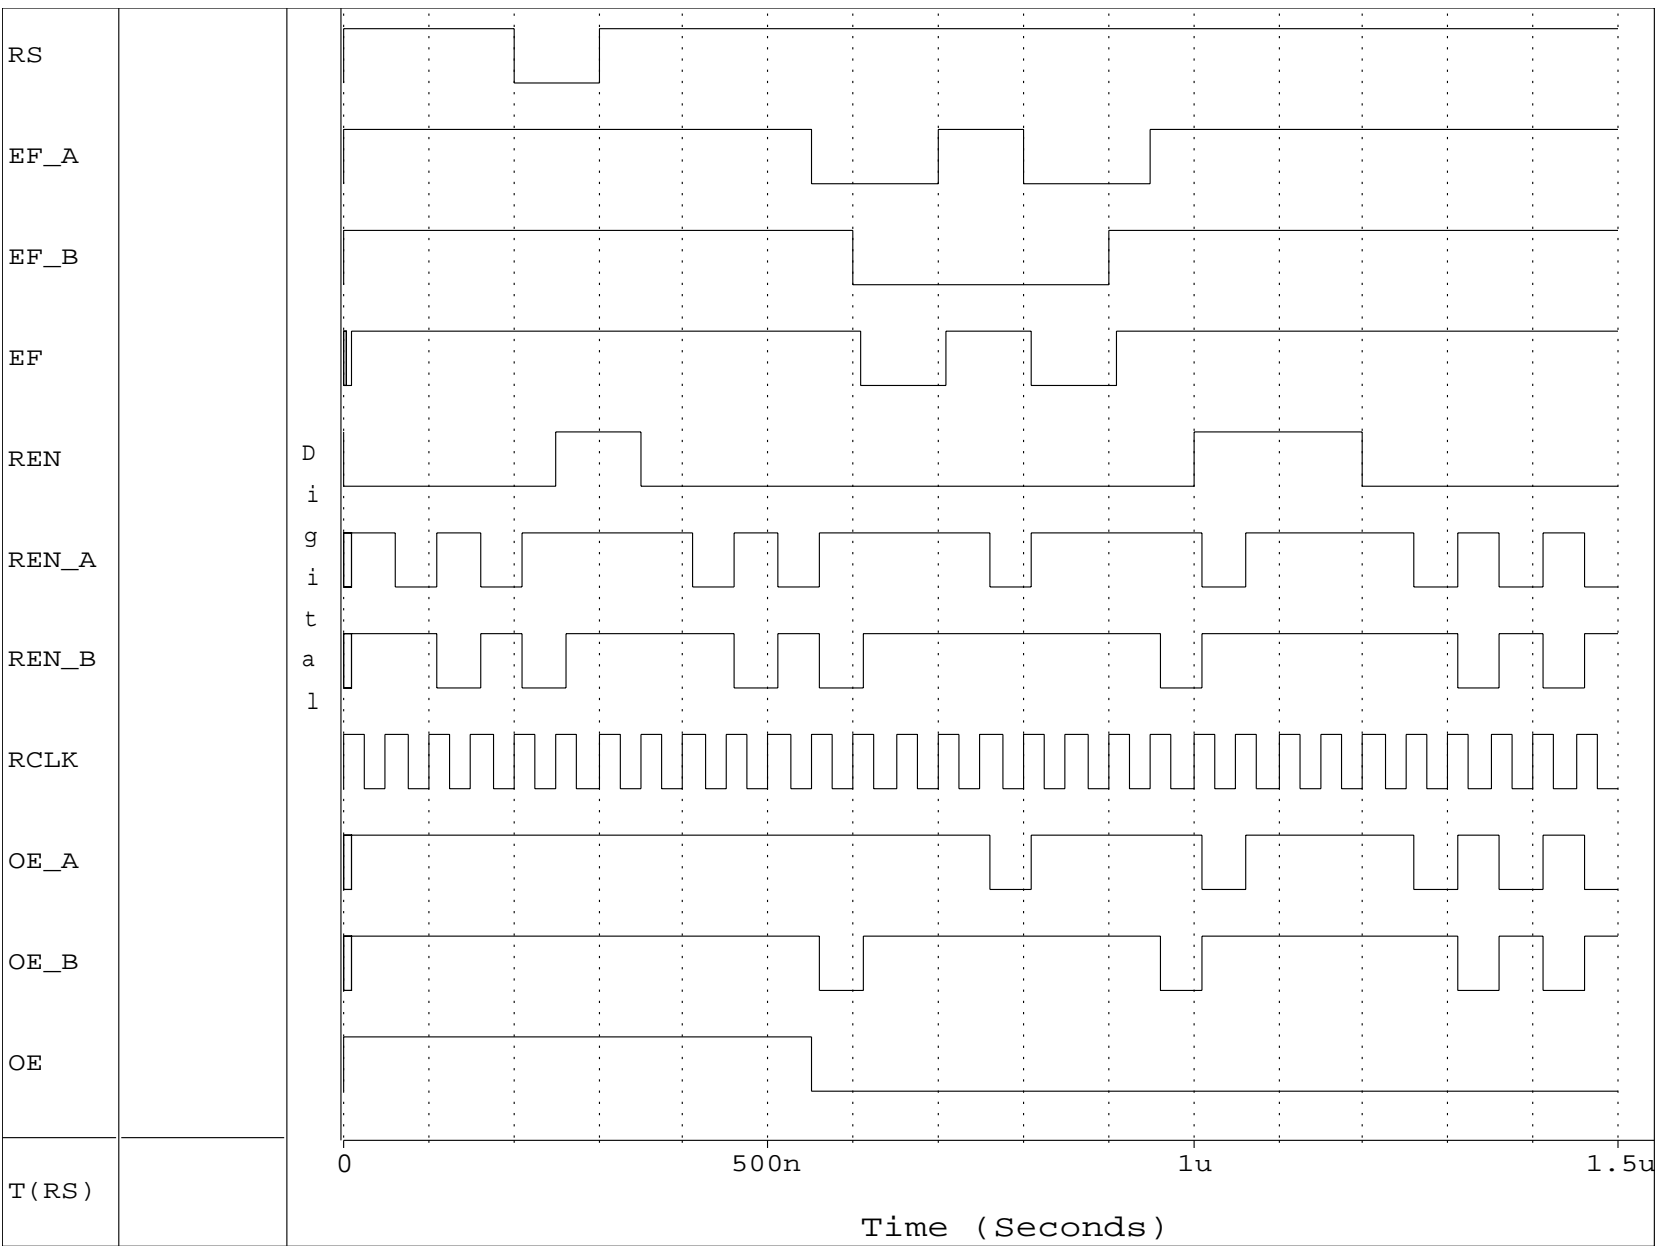 RS
EF_A
EF_B
EF
REN
REN_A
REN_B
RCLK
OE_A
OE_B
OE
T(RS)
D
i
g
i
t
a
l
0 500n 1u 1.5u
Time (Seconds)